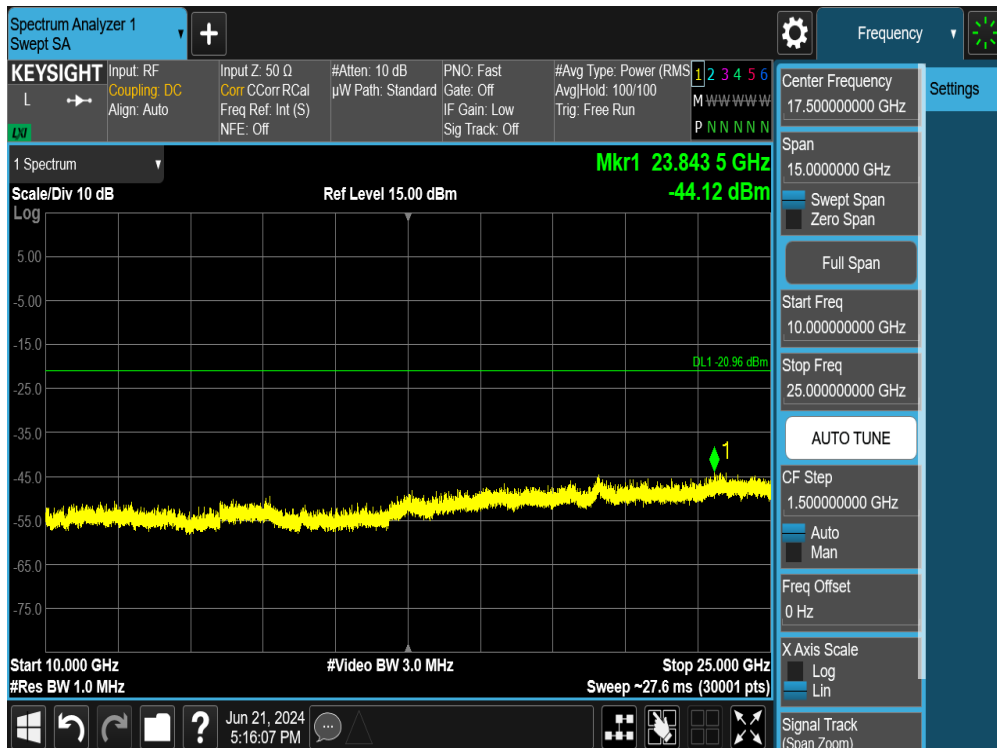 Spectrum Analyzer 1
Swept SA
Frequency
KEYSIGHT
L
LXI
Input: RF
Coupling: DC
Align: Auto
Input Z: 50 Ω
Corr CCorr RCal
Freq Ref: Int (S)
NFE: Off
#Atten: 10 dB
µW Path: Standard
PNO: Fast
Gate: Off
IF Gain: Low
Sig Track: Off
#Avg Type: Power (RMS
Avg|Hold: 100/100
Trig: Free Run
1 2 3 4 5 6
M W W W W W
P N N N N N
1 Spectrum
Scale/Div 10 dB
Log
Ref Level 15.00 dBm
Mkr1 23.843 5 GHz
-44.12 dBm
5.00
-5.00
-15.0
DL1 -20.96 dBm
-25.0
-35.0
1
-45.0
-55.0
-65.0
-75.0
Start 10.000 GHz
#Video BW 3.0 MHz
Stop 25.000 GHz
#Res BW 1.0 MHz
Sweep ~27.6 ms (30001 pts)
Jun 21, 2024
5:16:07 PM
Center Frequency
17.500000000 GHz
Span
15.0000000 GHz
Swept Span
Zero Span
Full Span
Start Freq
10.000000000 GHz
Stop Freq
25.000000000 GHz
AUTO TUNE
CF Step
1.500000000 GHz
Auto
Man
Freq Offset
0 Hz
X Axis Scale
Log
Lin
Signal Track
(Span Zoom)
Settings